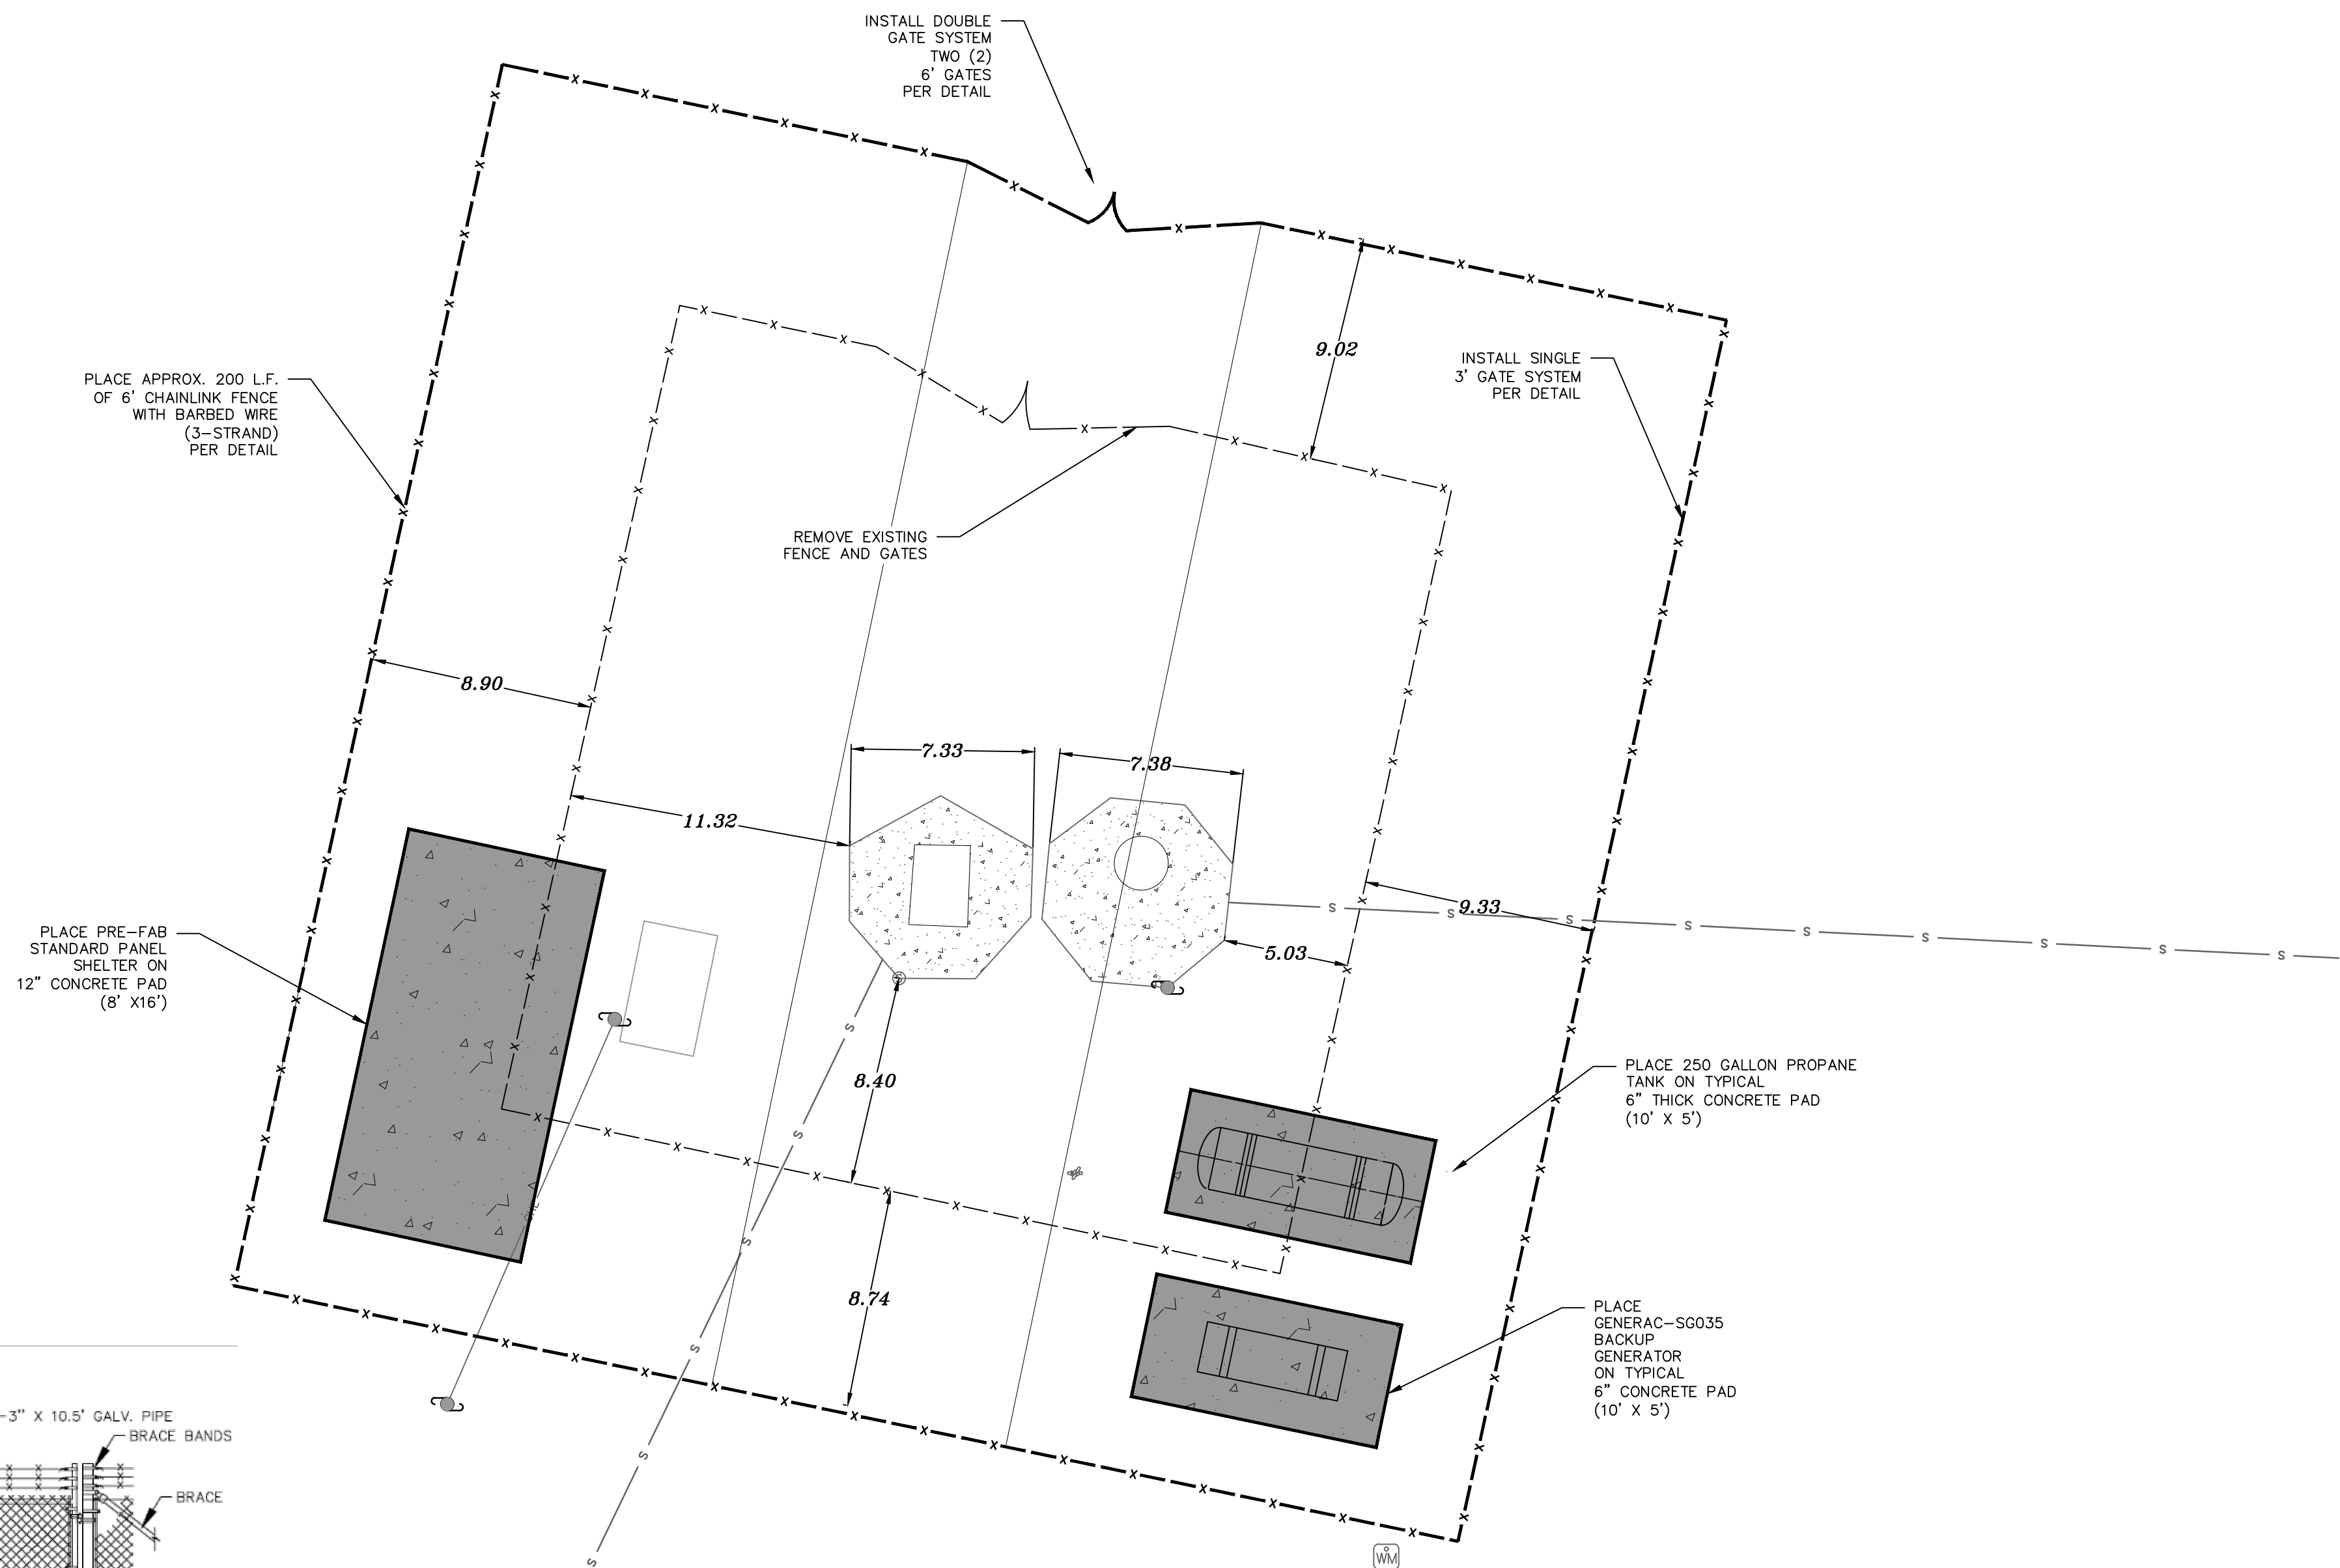 INSTALL DOUBLE
GATE SYSTEM
TWO (2)
6' GATES
PER DETAIL
PLACE APPROX. 200 L.F.
OF 6' CHAINLINK FENCE
WITH BARBED WIRE
(3-STRAND)
PER DETAIL
9.02
INSTALL SINGLE
3' GATE SYSTEM
PER DETAIL
REMOVE EXISTING
FENCE AND GATES
8.90
7.33
7.38
11.32
9.33
5.03
PLACE PRE-FAB
STANDARD PANEL
SHELTER ON
12" CONCRETE PAD
(8' X16')
8.40
PLACE 250 GALLON PROPANE
TANK ON TYPICAL
6" THICK CONCRETE PAD
(10' X 5')
8.74
PLACE
GENERAC-SG035
BACKUP
GENERATOR
ON TYPICAL
6" CONCRETE PAD
(10' X 5')
-3" X 10.5' GALV. PIPE
BRACE BANDS
BRACE
WM